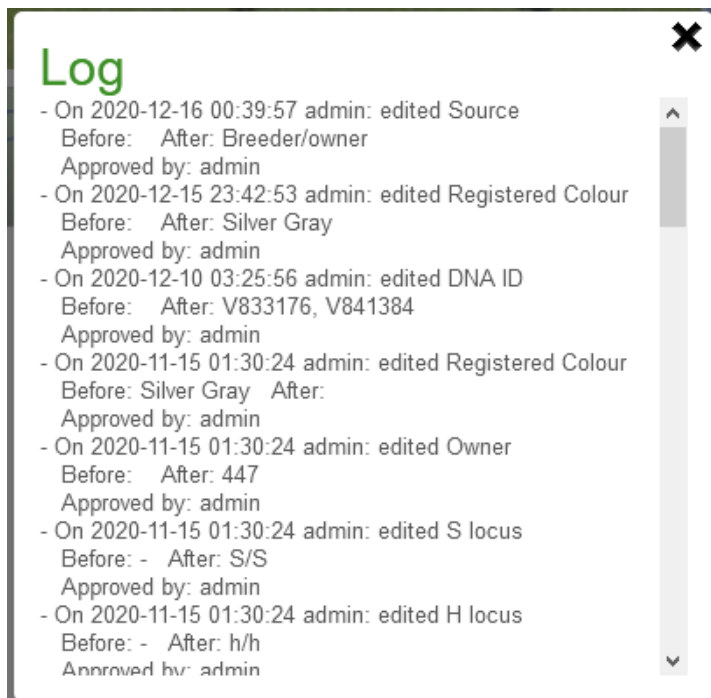 Log
- On 2020-12-16 00:39:57 admin: edited Source
Before: After: Breeder/owner
Approved by: admin
- On 2020-12-15 23:42:53 admin: edited Registered Colour
Before: After: Silver Gray
Approved by: admin
- On 2020-12-10 03:25:56 admin: edited DNA ID
Before: After: V833176, V841384
Approved by: admin
- On 2020-11-15 01:30:24 admin: edited Registered Colour
Before: Silver Gray After:
Approved by: admin
- On 2020-11-15 01:30:24 admin: edited Owner
Before: After: 447
Approved by: admin
- On 2020-11-15 01:30:24 admin: edited S locus
Before: - After: S/S
Approved by: admin
- On 2020-11-15 01:30:24 admin: edited H locus
Before: - After: h/h
Approved by: admin